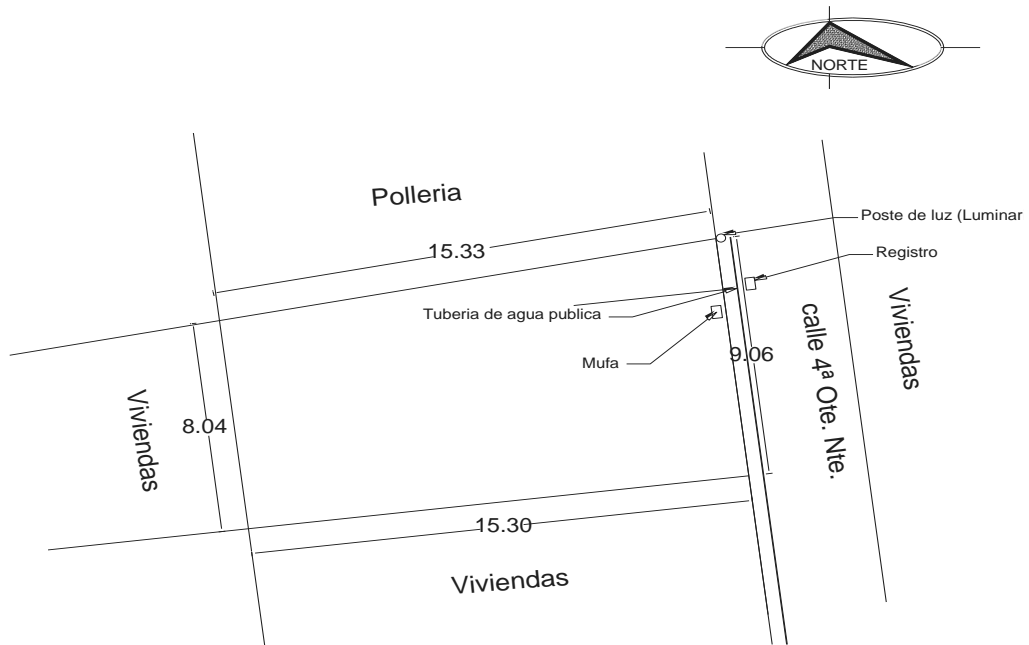 NORTE
Polleria
Poste de luz (Luminar
15.33
Registro
Tuberia de agua publica
Mufa
9.06
calle 4ª Ote. Nte.
Viviendas
Viviendas
8.04
15.30
Viviendas